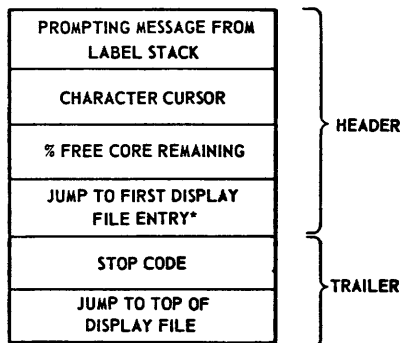 PROMPTING MESSAGE FROM
LABEL STACK
CHARACTER CURSOR
% FREE CORE REMAINING
JUMP TO FIRST DISPLAY
FILE ENTRY*
HEADER
STOP CODE
JUMP TO TOP OF
DISPLAY FILE
TRAILER